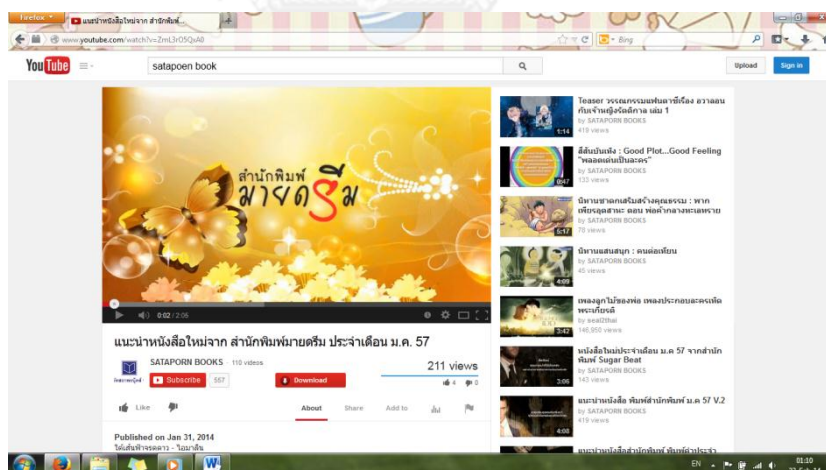 Firefox
แนะนำหนังสือใหม่จาก สำนักพิมพ์...
www.youtube.com/watch?v=ZmL3rO5QxA0
Bing
YouTube
satapoen book
Upload
Sign in
สำนักพิมพ์
มายดรีม
0:02 / 2:05
แนะนำหนังสือใหม่จาก สำนักพิมพ์มายดรีม ประจำเดือน ม.ค. 57
SATAPORN BOOKS · 110 videos
Subscribe 557
Download
211 views
4 0
Like
About Share Add to
Published on Jan 31, 2014
Teaser วรรณกรรมแฟนตาซีเรื่อง อวาลอน
กับเจ้าหญิงรัตติกาล เล่ม 1
by SATAPORN BOOKS
419 views
1:14
สีสันบันเทิง : Good Plot...Good Feeling
"พลอตเด่นเป็นละคร"
by SATAPORN BOOKS
133 views
0:47
นิทานชาดกเสริมสร้างคุณธรรม : พาก
เพียรอุตสาหะ ตอน พ่อค้ากลางทะเลทราย
by SATAPORN BOOKS
78 views
5:17
นิทานแสนสนุก : คนต่อเทียน
by SATAPORN BOOKS
45 views
4:09
เพลงลูกไม้ของพ่อ เพลงประกอบละครเทิด
พระเกียรติ
by seal2thai
3:42
หนังสือใหม่ประจำเดือน ม.ค 57 จากสำนัก
พิมพ์ Sugar Beat
by SATAPORN BOOKS
143 views
3:06
แนะนำหนังสือ พิมพ์สำนักพิมพ์ ม.ค 57 V.2
by SATAPORN BOOKS
419 views
4:08
EN
01:10